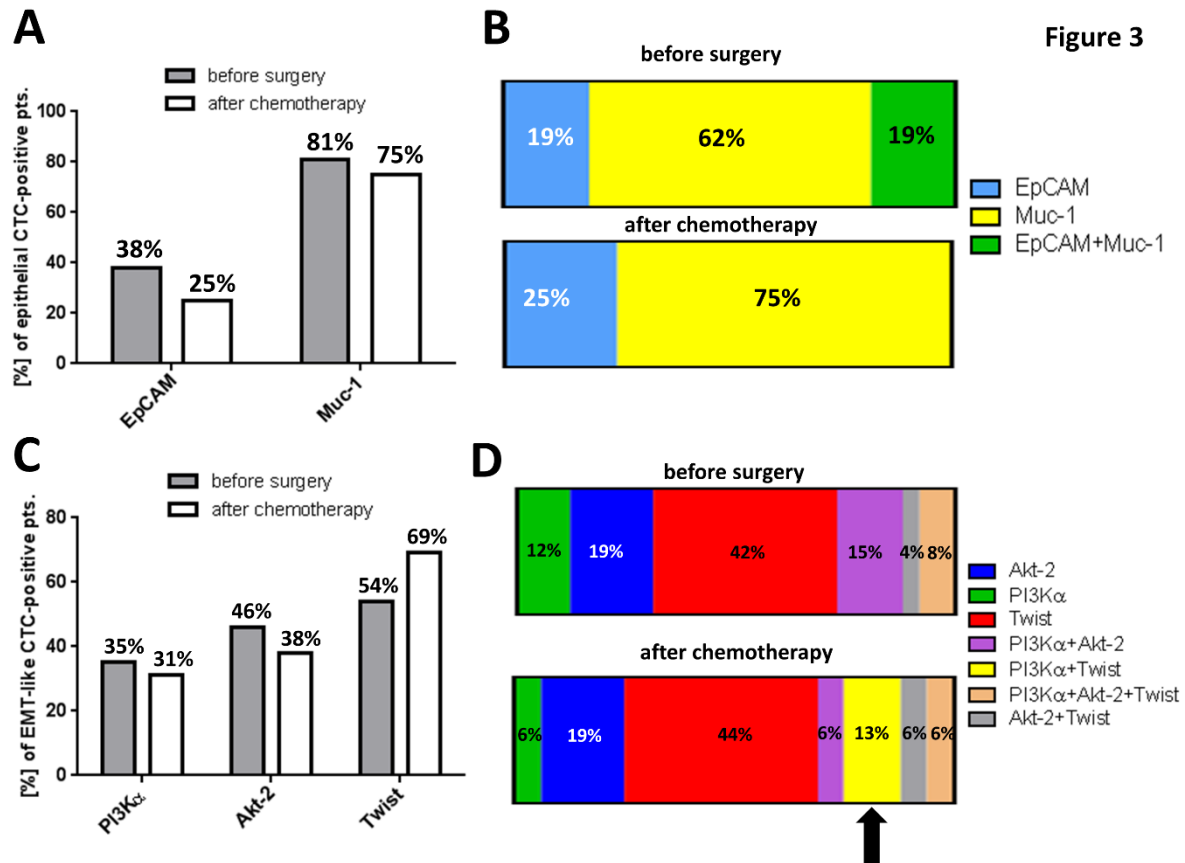 A
before surgery
after chemotherapy
[%] of epithelial CTC-positive pts.
100
80
60
40
20
0
38%
25%
81%
75%
EpCAM
Muc-1
B
Figure 3
before surgery
19%
62%
19%
after chemotherapy
25%
75%
EpCAM
Muc-1
EpCAM+Muc-1
C
before surgery
after chemotherapy
[%] of EMT-like CTC-positive pts.
80
60
40
20
0
35%
31%
46%
38%
54%
69%
PI3Kα
Akt-2
Twist
D
before surgery
12%
19%
42%
15%
4%
8%
after chemotherapy
6%
19%
44%
6%
13%
6%
6%
Akt-2
PI3Kα
Twist
PI3Kα+Akt-2
PI3Kα+Twist
PI3Kα+Akt-2+Twist
Akt-2+Twist